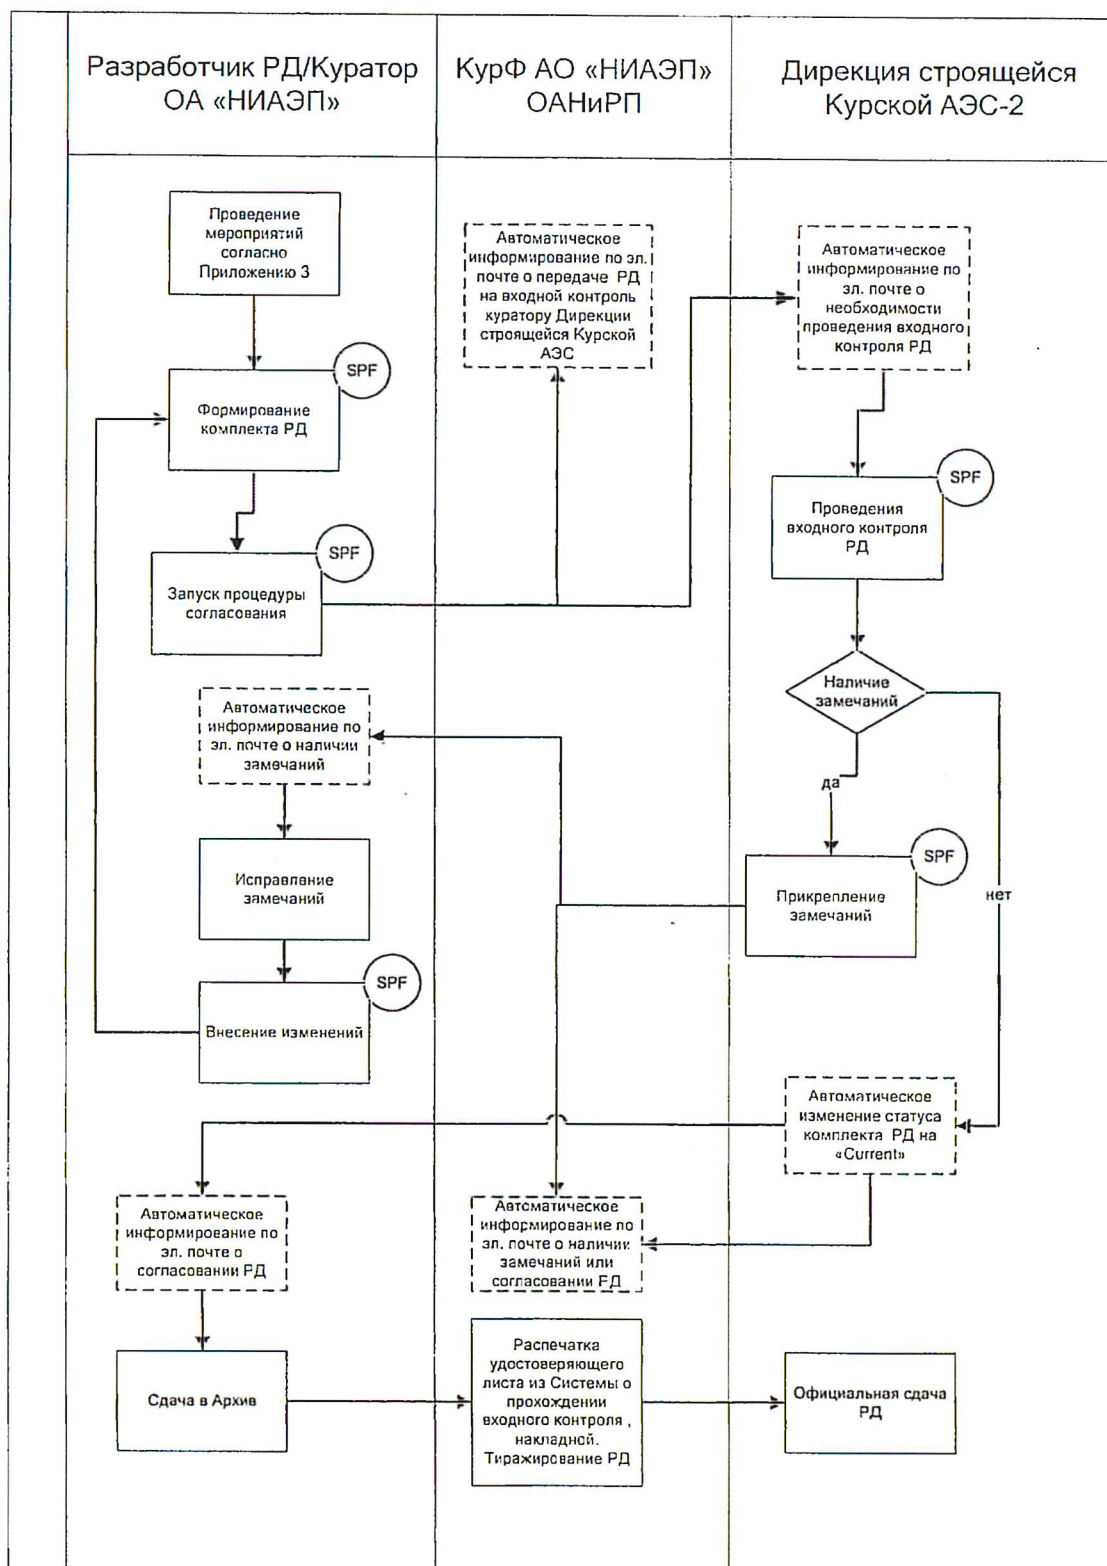 Разработчик РД/Куратор
ОА «НИАЭП»
КурФ АО «НИАЭП»
ОАНиРП
Дирекция строящейся
Курской АЭС-2
Проведение
мероприятий
согласно
Приложению 3
SPF
Формирование
комплекта РД
SPF
Запуск процедуры
согласования
Автоматическое
информирование по
эл. почте о наличии
замечаний
Исправление
замечаний
SPF
Внесение изменений
Автоматическое
информирование по
эл. почте о
согласовании РД
Сдача в Архив
Автоматическое
информирование по эл.
почте о передаче РД
на входной контроль
куратору Дирекции
строящейся Курской
АЭС
Автоматическое
информирование по
эл. почте о наличии
замечаний или
согласовании РД
Распечатка
удостоверяющего
листа из Системы о
прохождении
входного контроля ,
накладной.
Тиражирование РД
Автоматическое
информирование по
эл. почте о
необходимости
проведения входного
контроля РД
SPF
Проведения
входного контроля
РД
Наличие
замечаний
да
нет
SPF
Прикрепление
замечаний
Автоматическое
изменение статуса
комплекта РД на
«Current»
Официальная сдача
РД